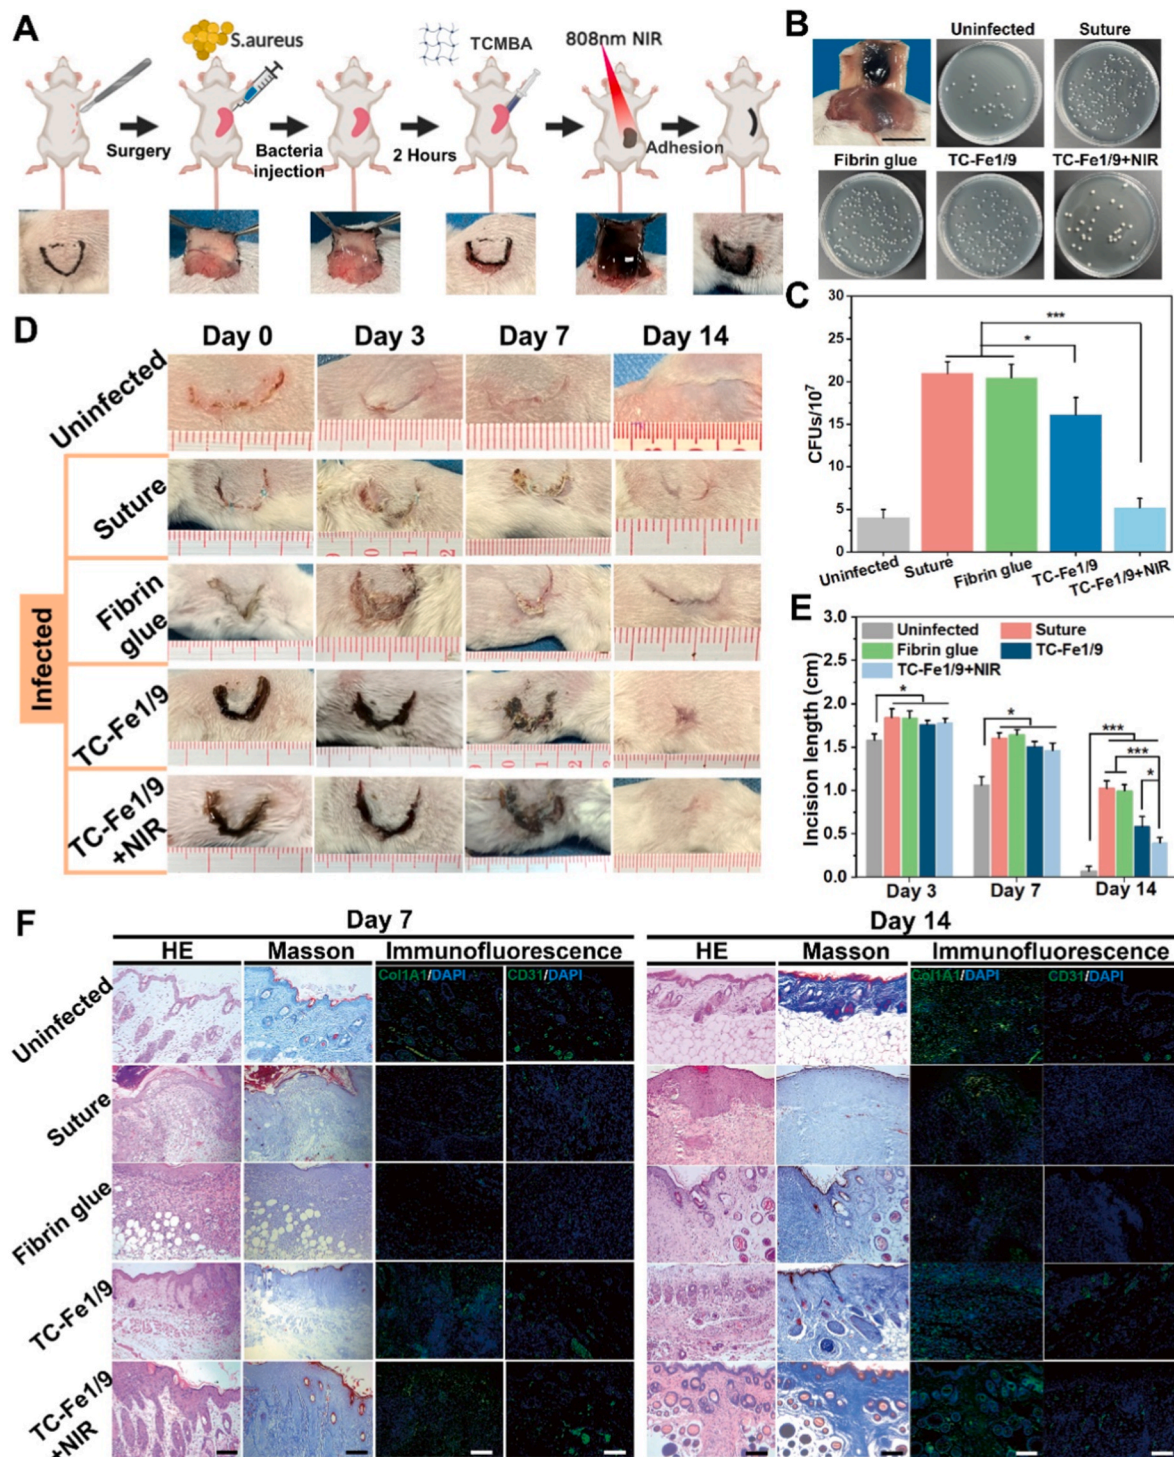 A
S.aureus
TCMBA
808nm NIR
Surgery
Bacteria
injection
2 Hours
Adhesion
B
Uninfected
Suture
Fibrin glue
TC-Fe1/9
TC-Fe1/9+NIR
C
CFUs/10⁷
30
25
20
15
10
5
0
***
*
Uninfected
Suture
Fibrin glue
TC-Fe1/9
TC-Fe1/9+NIR
D
Day 0
Day 3
Day 7
Day 14
Uninfected
Infected
Suture
Fibrin
glue
TC-Fe1/9
TC-Fe1/9
+NIR
E
Incision length (cm)
3.0
2.5
2.0
1.5
1.0
0.5
0.0
Uninfected
Suture
Fibrin glue
TC-Fe1/9
TC-Fe1/9+NIR
*
*
***
***
*
Day 3
Day 7
Day 14
F
Day 7
Day 14
HE
Masson
Immunofluorescence
HE
Masson
Immunofluorescence
Col1A1/DAPI
CD31/DAPI
Col1A1/DAPI
CD31/DAPI
Uninfected
Suture
Fibrin glue
TC-Fe1/9
TC-Fe1/9
+NIR